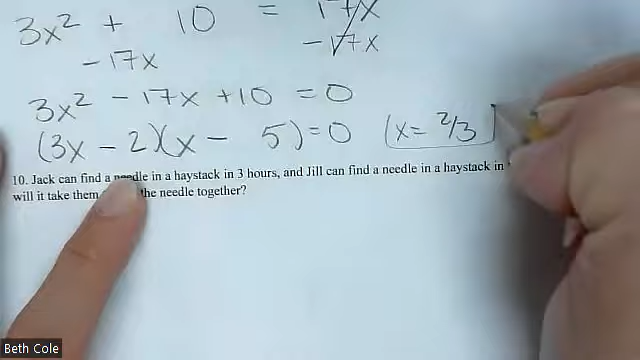 3x² + 10 = 17x
- 17x - 17x
3x² - 17x + 10 = 0
(3x - 2)(x - 5) = 0 (x = 2/3
10. Jack can find a needle in a haystack in 3 hours, and Jill can find a needle in a haystack in
will it take them the needle together?
Beth Cole